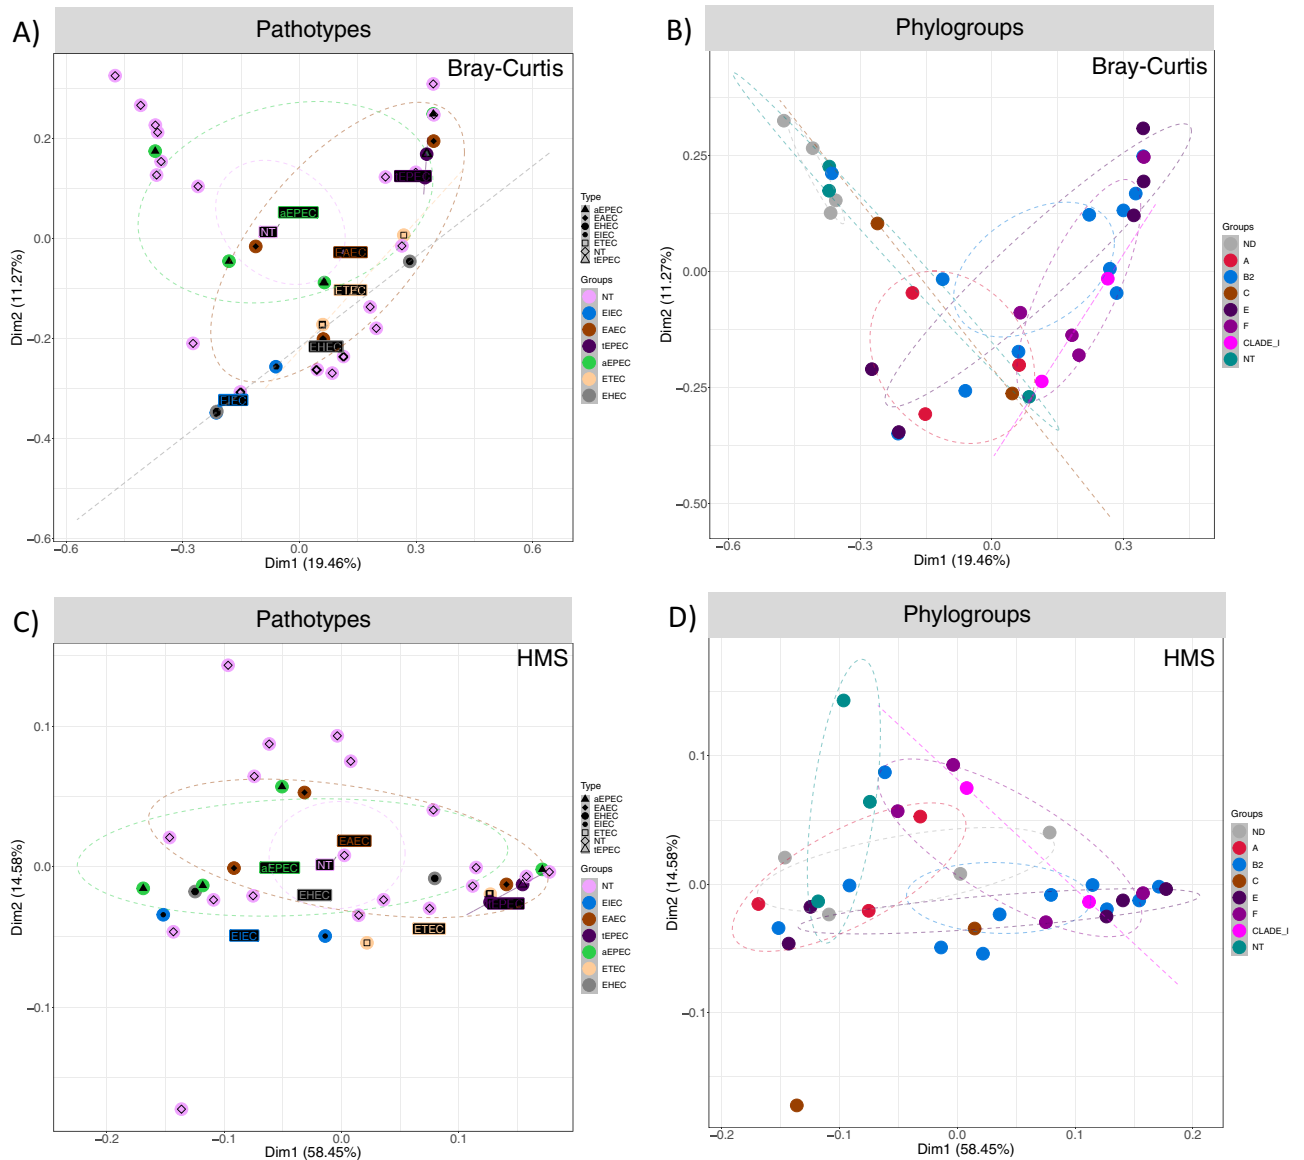 A)
Pathotypes
Bray-Curtis
0.2
0.0
−0.2
−0.4
−0.6
−0.6
−0.3
0.0
0.3
0.6
Dim1 (19.46%)
Dim2 (11.27%)
tEPEC
aEPEC
NT
EAEC
ETEC
EHEC
EIEC
Type
aEPEC
EAEC
EHEC
EIEC
ETEC
NT
tEPEC
Groups
NT
EIEC
EAEC
tEPEC
aEPEC
ETEC
EHEC
B)
Phylogroups
Bray-Curtis
0.25
0.00
−0.25
−0.50
−0.6
−0.3
0.0
0.3
Dim1 (19.46%)
Dim2 (11.27%)
Groups
ND
A
B2
C
E
F
CLADE_I
NT
C)
Pathotypes
HMS
0.1
0.0
−0.1
−0.2
−0.1
0.0
0.1
Dim1 (58.45%)
Dim2 (14.58%)
EAEC
aEPEC
NT
EHEC
tEPEC
EIEC
ETEC
Type
aEPEC
EAEC
EHEC
EIEC
ETEC
NT
tEPEC
Groups
NT
EIEC
EAEC
tEPEC
aEPEC
ETEC
EHEC
D)
Phylogroups
HMS
0.1
0.0
−0.1
−0.2
−0.1
0.0
0.1
0.2
Dim1 (58.45%)
Dim2 (14.58%)
Groups
ND
A
B2
C
E
F
CLADE_I
NT